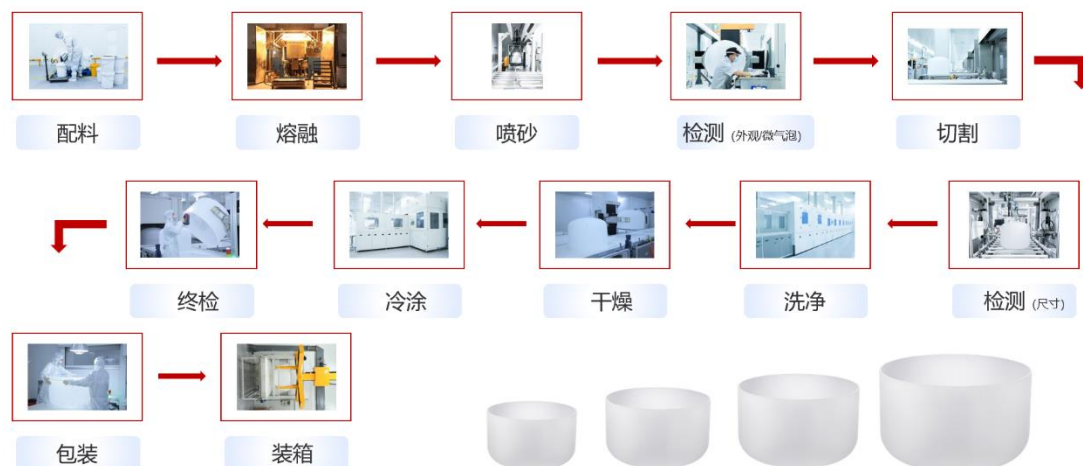 配料
熔融
喷砂
检测 (外观/微气泡)
切割
检测 (尺寸)
洗净
干燥
冷涂
终检
包装
装箱